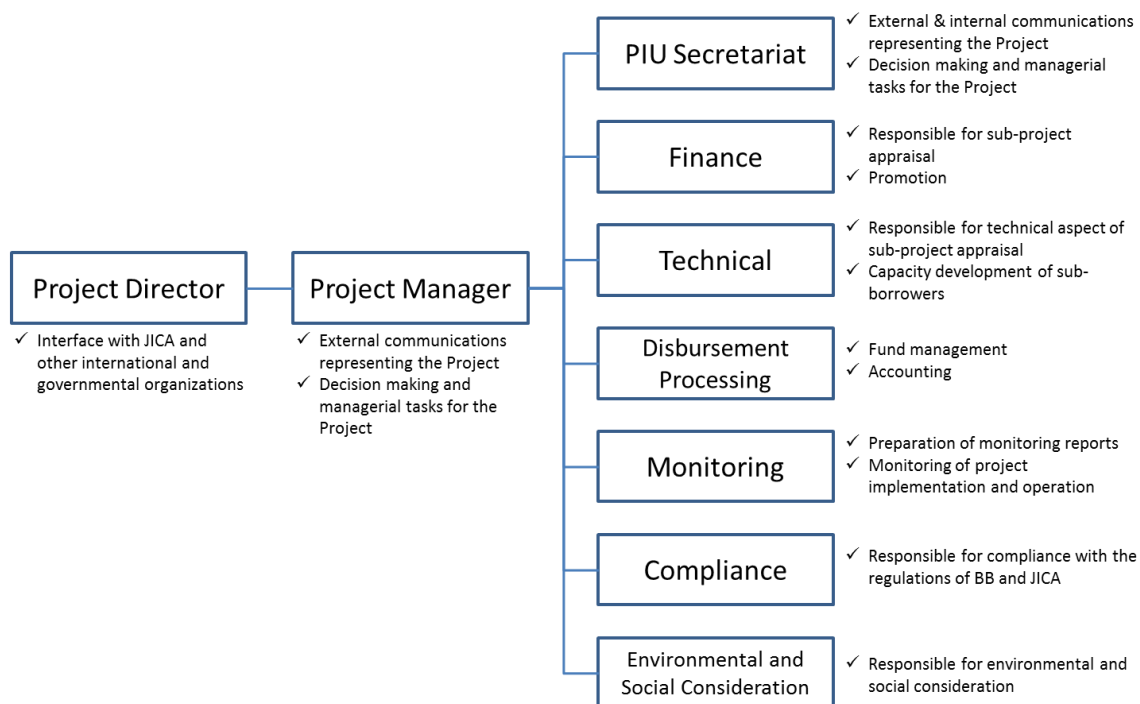 Project Director
✓ Interface with JICA and
other international and
governmental organizations
Project Manager
✓ External communications
representing the Project
✓ Decision making and
managerial tasks for the
Project
PIU Secretariat
✓ External & internal communications
representing the Project
✓ Decision making and managerial
tasks for the Project
Finance
✓ Responsible for sub-project
appraisal
✓ Promotion
Technical
✓ Responsible for technical aspect of
sub-project appraisal
✓ Capacity development of sub-
borrowers
Disbursement
Processing
✓ Fund management
✓ Accounting
Monitoring
✓ Preparation of monitoring reports
✓ Monitoring of project
implementation and operation
Compliance
✓ Responsible for compliance with the
regulations of BB and JICA
Environmental and
Social Consideration
✓ Responsible for environmental and
social consideration